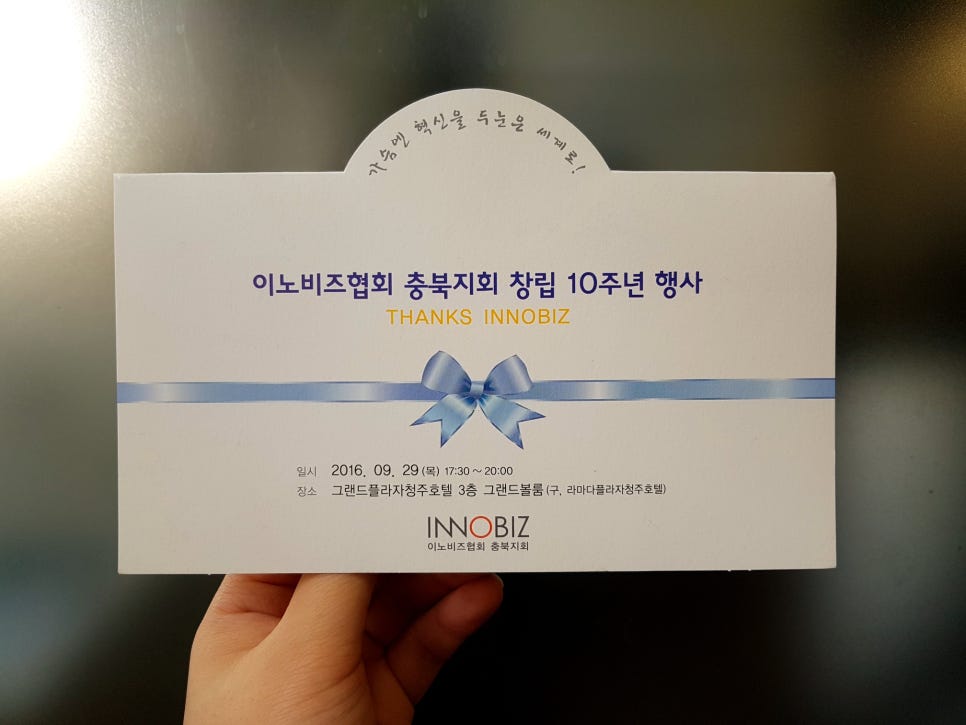 가슴엔 혁신을 두눈은 세계로!
이노비즈협회 충북지회 창립 10주년 행사
THANKS INNOBIZ
일시 2016. 09. 29 (목) 17:30 ~ 20:00
장소 그랜드플라자청주호텔 3층 그랜드볼룸 (구, 라마다플라자청주호텔)
INNOBIZ
이노비즈협회 충북지회